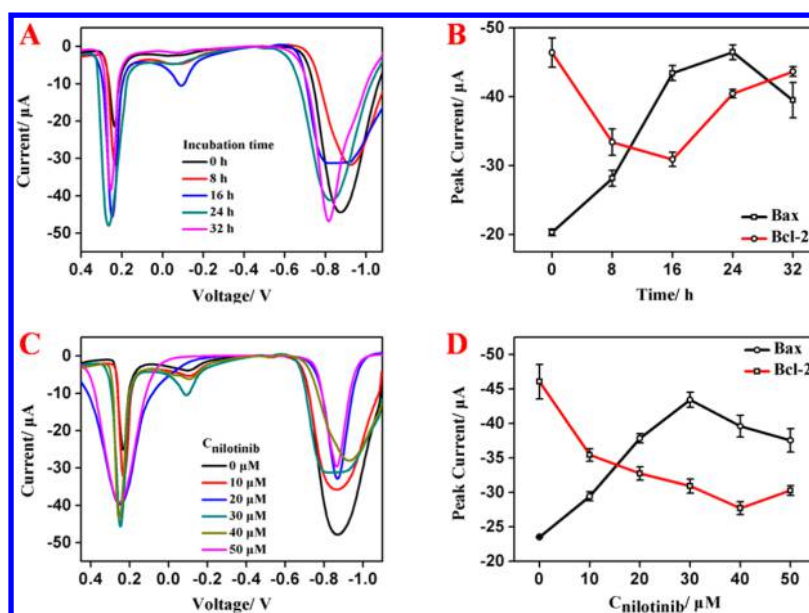 A
Current/ µA
0
-10
-20
-30
-40
-50
Incubation time
0 h
8 h
16 h
24 h
32 h
0.4 0.2 0.0 -0.2 -0.4 -0.6 -0.8 -1.0
Voltage/ V
B
Peak Current/ µA
-50
-40
-30
-20
Bax
Bcl-2
0 8 16 24 32
Time/ h
C
Current/ µA
0
-10
-20
-30
-40
-50
Cnilotinib
0 µM
10 µM
20 µM
30 µM
40 µM
50 µM
0.4 0.2 0.0 -0.2 -0.4 -0.6 -0.8 -1.0
Voltage/ V
D
Peak Current/ µA
-50
-45
-40
-35
-30
-25
-20
Bax
Bcl-2
0 10 20 30 40 50
Cnilotinib/ µM